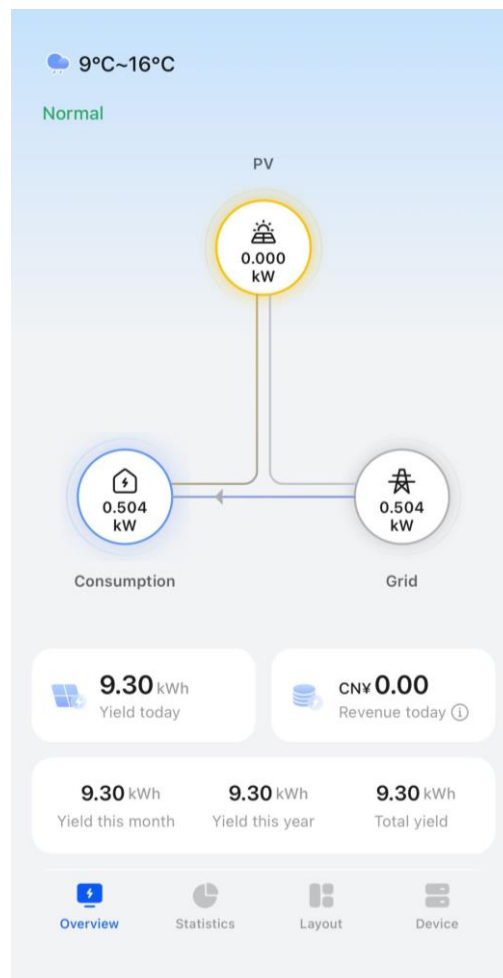 9°C~16°C
Normal
PV
0.000
kW
0.504
kW
0.504
kW
Consumption
Grid
9.30 kWh
Yield today
CN¥ 0.00
Revenue today
9.30 kWh
9.30 kWh
9.30 kWh
Yield this month
Yield this year
Total yield
Overview
Statistics
Layout
Device